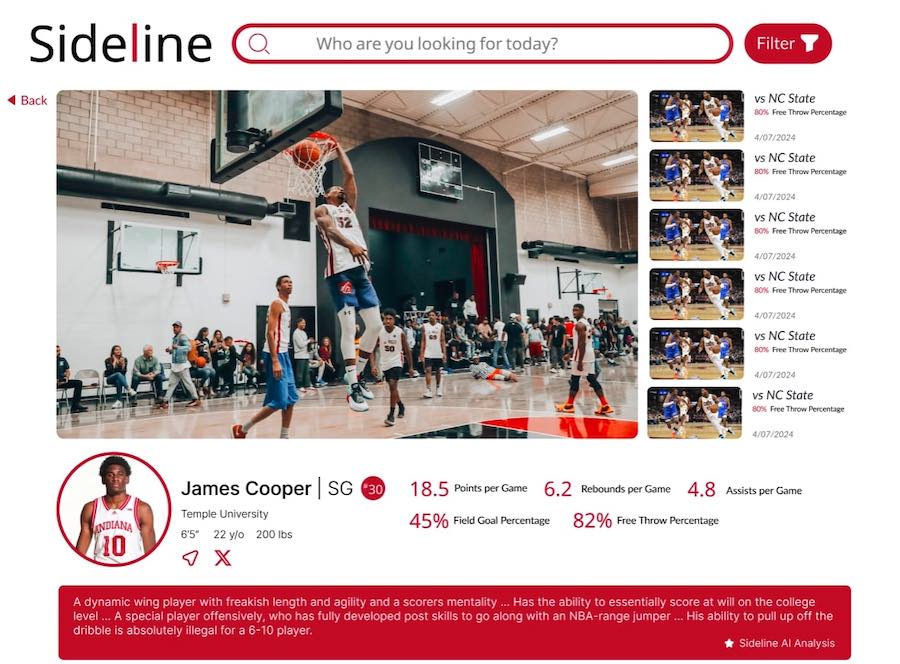 Sideline
Who are you looking for today?
Filter
Back
52
50
69
vs NC State
80% Free Throw Percentage
4/07/2024
vs NC State
80% Free Throw Percentage
4/07/2024
vs NC State
80% Free Throw Percentage
4/07/2024
vs NC State
80% Free Throw Percentage
4/07/2024
vs NC State
80% Free Throw Percentage
4/07/2024
vs NC State
80% Free Throw Percentage
4/07/2024
INDIANA
10
James Cooper | SG #30
Temple University
6'5" 22 y/o 200 lbs
18.5 Points per Game 6.2 Rebounds per Game 4.8 Assists per Game
45% Field Goal Percentage 82% Free Throw Percentage
A dynamic wing player with freakish length and agility and a scorers mentality ... Has the ability to essentially score at will on the college
level ... A special player offensively, who has fully developed post skills to go along with an NBA-range jumper ... His ability to pull up off the
dribble is absolutely illegal for a 6-10 player.
Sideline AI Analysis